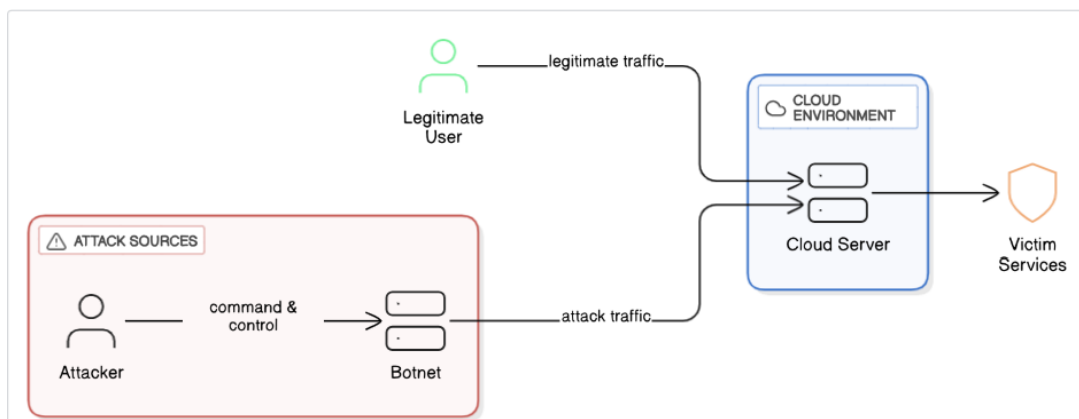 legitimate traffic
Legitimate
User
CLOUD
ENVIRONMENT
Cloud Server
Victim
Services
ATTACK SOURCES
command &
control
Attacker
Botnet
attack traffic